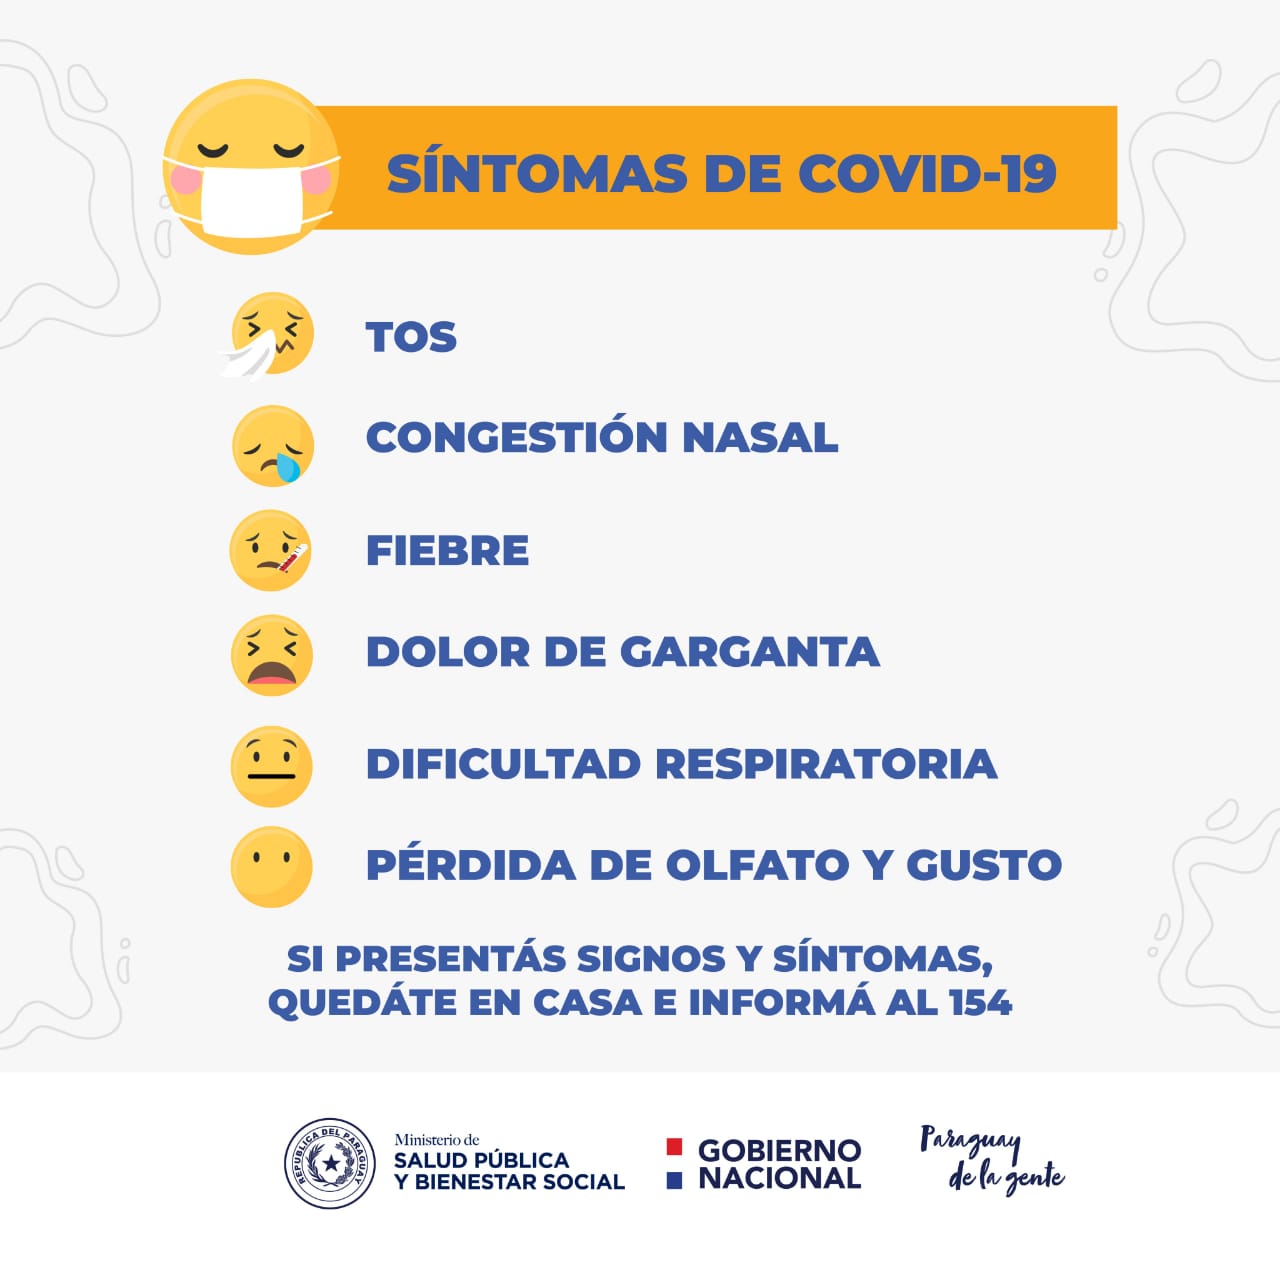 SÍNTOMAS DE COVID-19
TOS
CONGESTIÓN NASAL
FIEBRE
DOLOR DE GARGANTA
DIFICULTAD RESPIRATORIA
PÉRDIDA DE OLFATO Y GUSTO
SI PRESENTÁS SIGNOS Y SÍNTOMAS,
QUEDÁTE EN CASA E INFORMÁ AL 154
REPUBLICA DEL PARAGUAY
Ministerio de
SALUD PÚBLICA
Y BIENESTAR SOCIAL
GOBIERNO
NACIONAL
Paraguay
de la gente